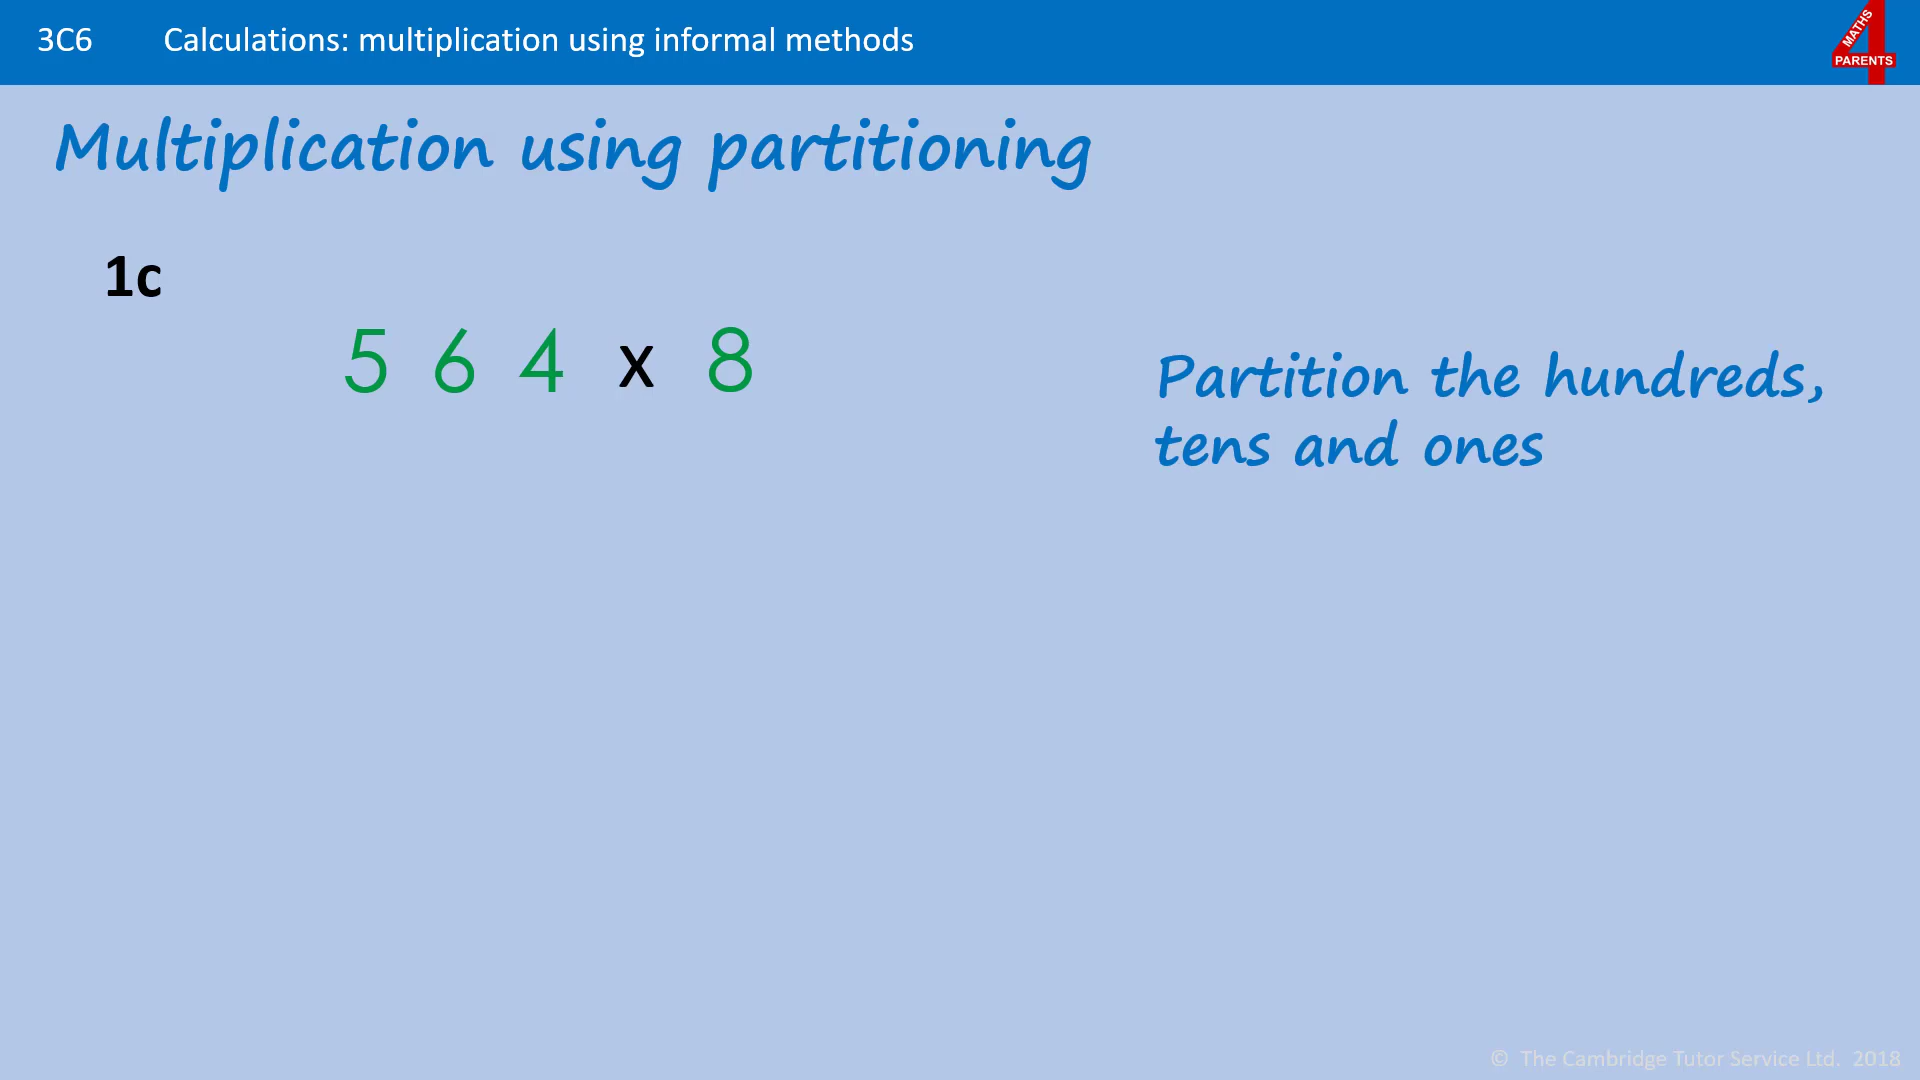 3C6 Calculations: multiplication using informal methods
MATHS
4
PARENTS
Multiplication using partitioning
1c
5 6 4 x 8
Partition the hundreds,
tens and ones
© The Cambridge Tutor Service Ltd. 2018